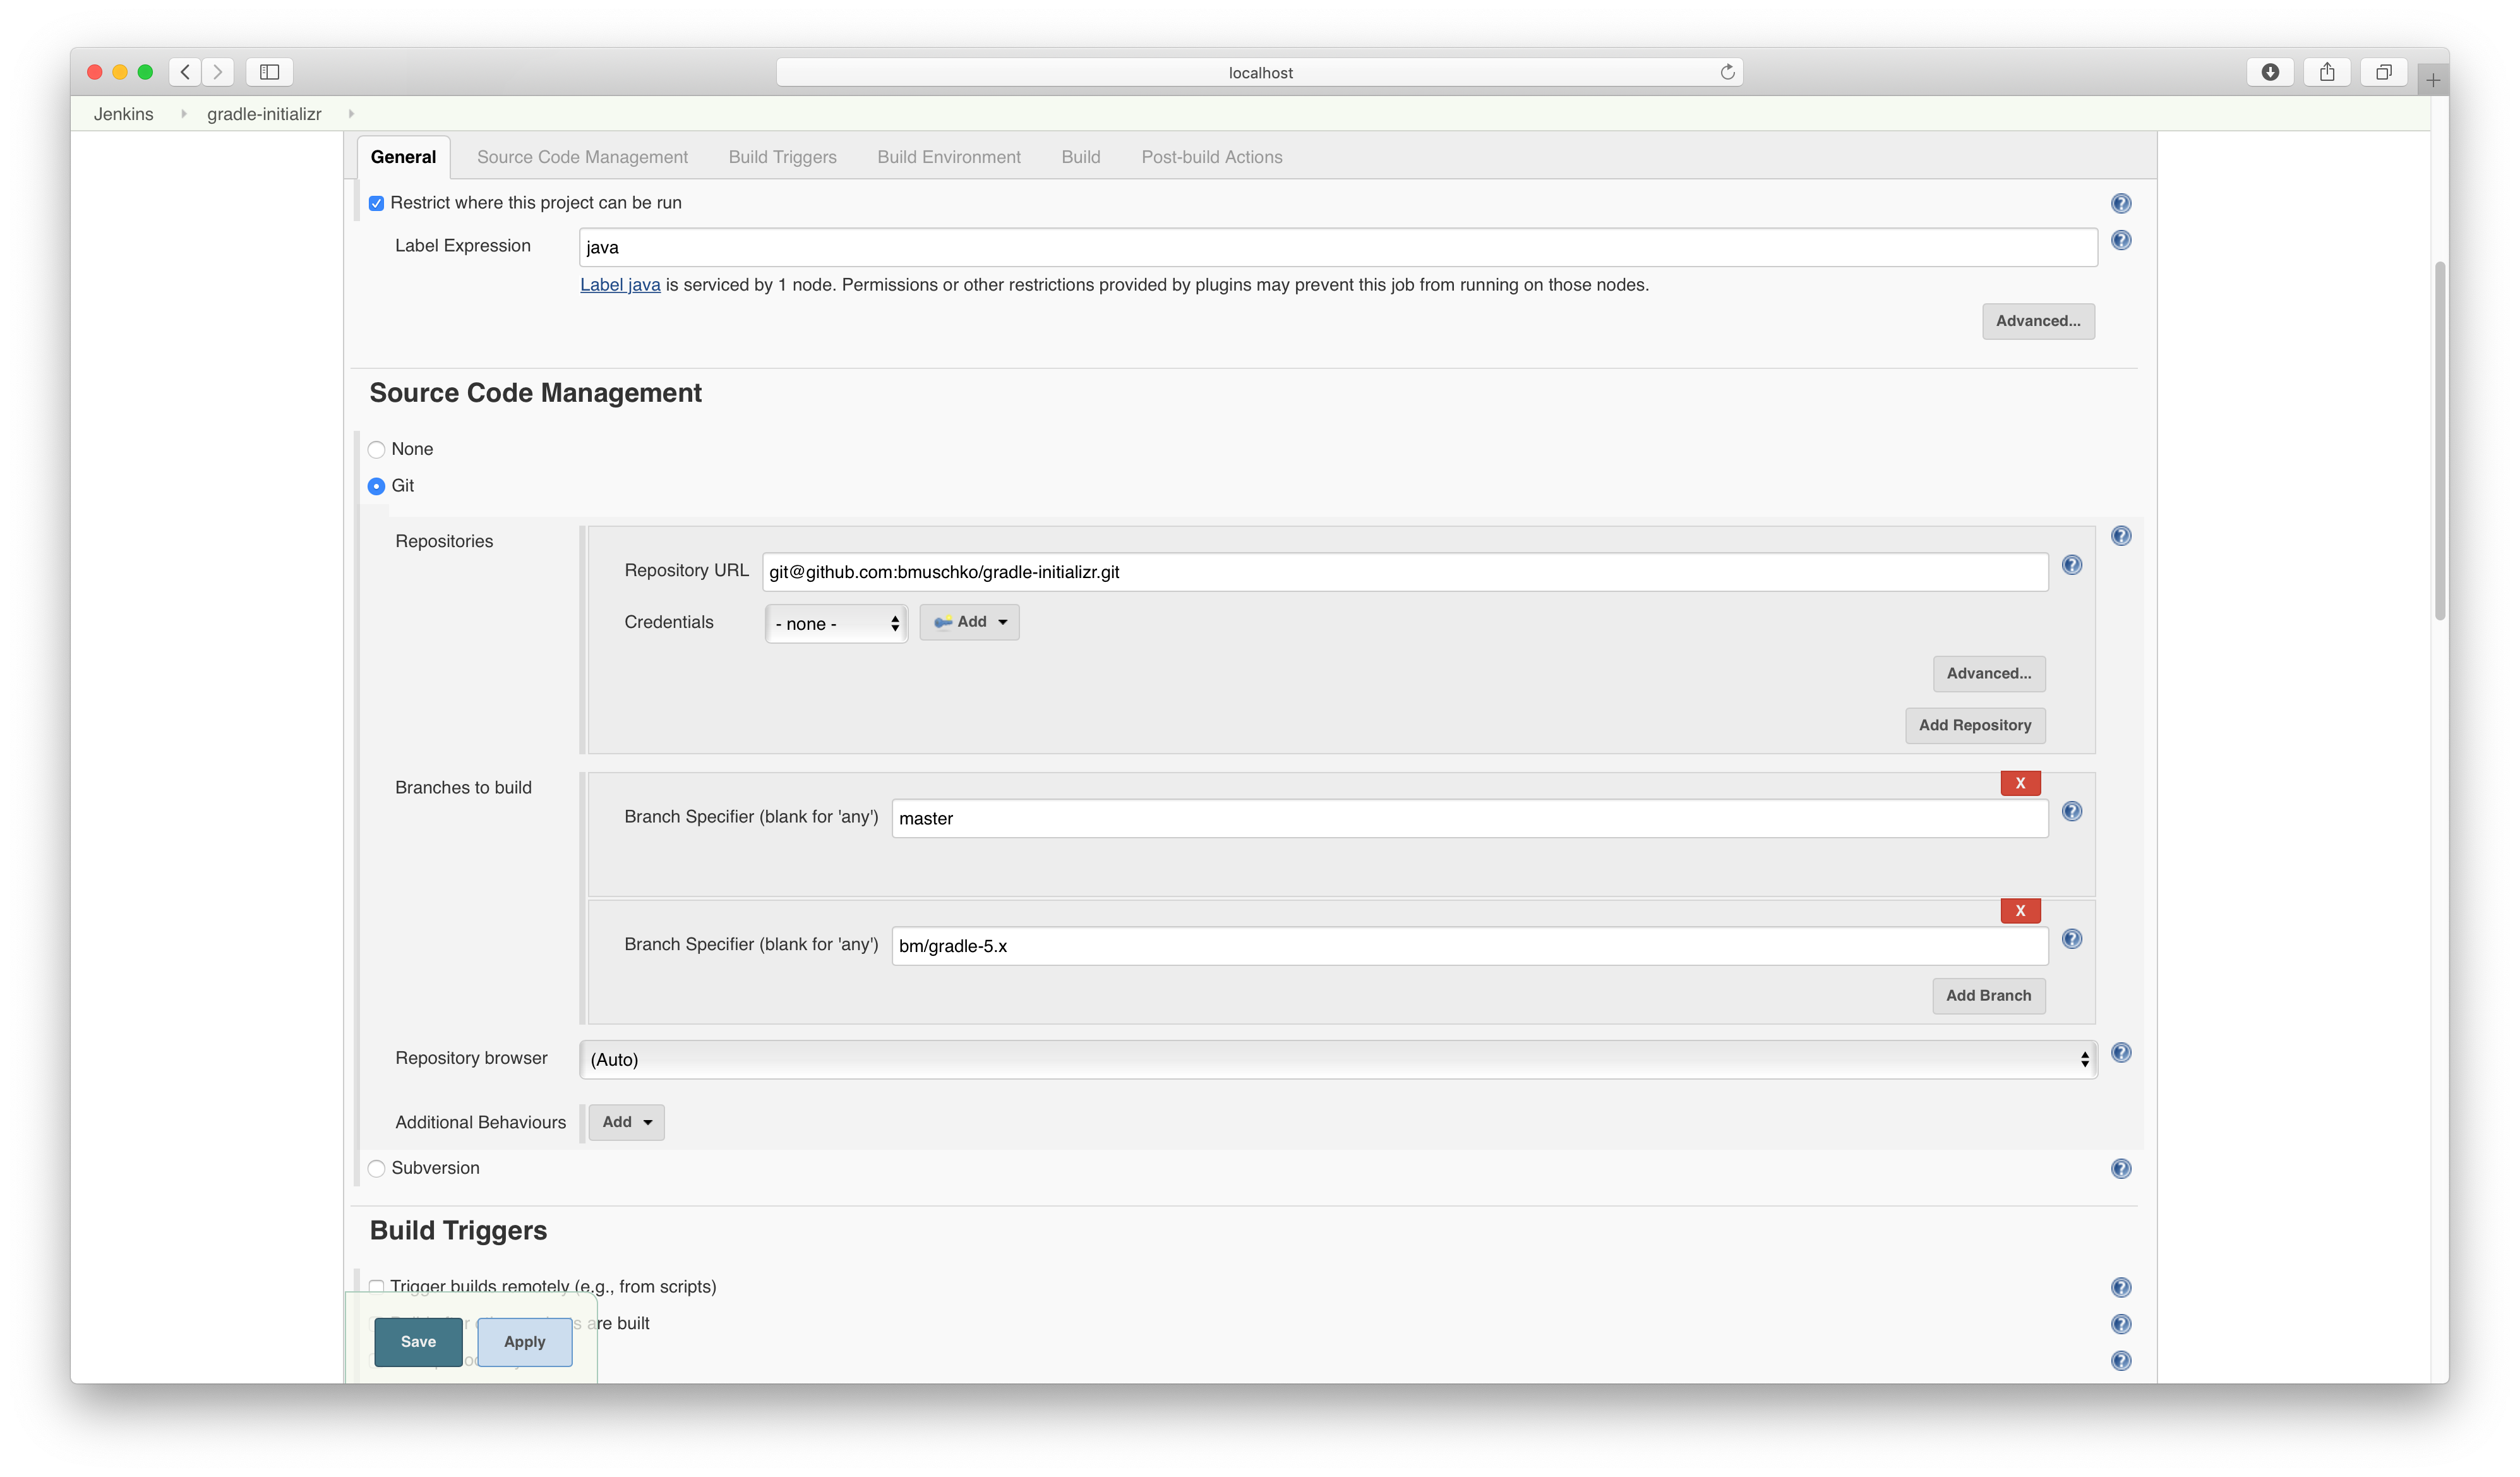 localhost
Jenkins gradle-initializr
General Source Code Management Build Triggers Build Environment Build Post-build Actions
Restrict where this project can be run
Label Expression java
Label java is serviced by 1 node. Permissions or other restrictions provided by plugins may prevent this job from running on those nodes.
Advanced...
Source Code Management
None
Git
Repositories
Repository URL git@github.com:bmuschko/gradle-initializr.git
Credentials - none - Add
Advanced...
Add Repository
Branches to build
X
Branch Specifier (blank for 'any') master
X
Branch Specifier (blank for 'any') bm/gradle-5.x
Add Branch
Repository browser (Auto)
Additional Behaviours Add
Subversion
Build Triggers
Trigger builds remotely (e.g., from scripts)
are built
Save Apply